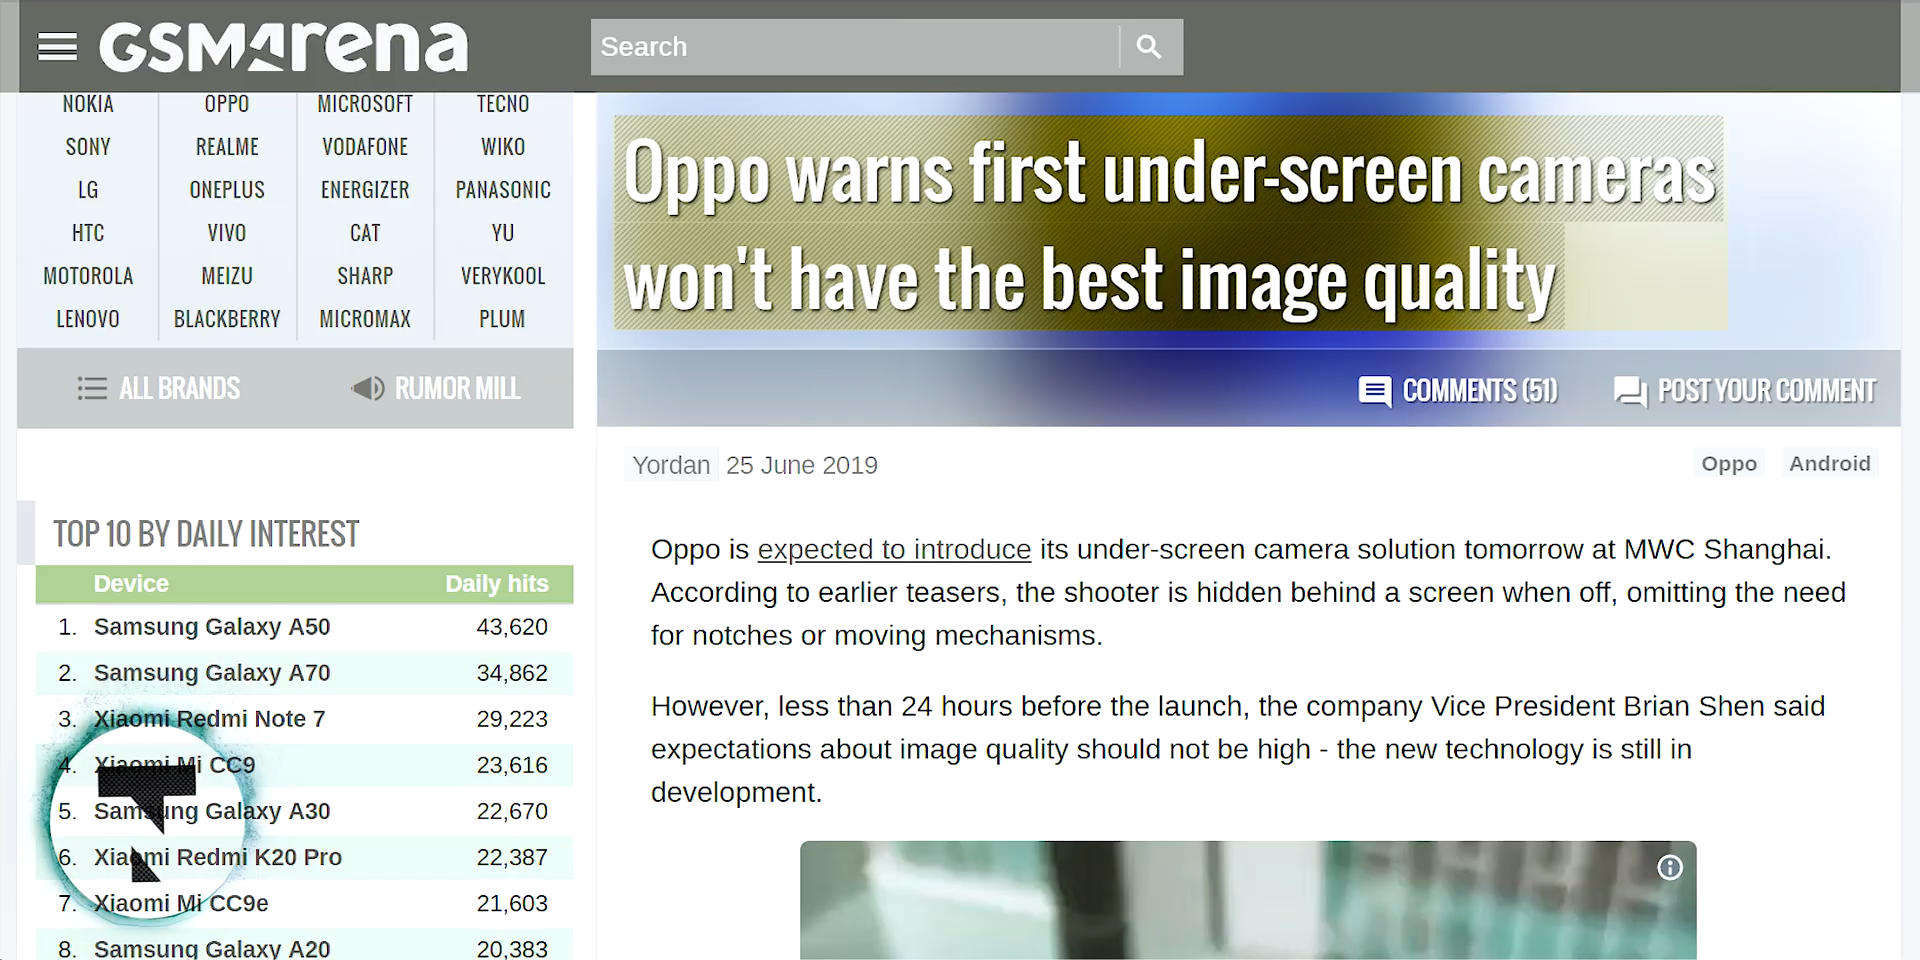 GSMArena
Search
NOKIA OPPO MICROSOFT TECNO
SONY REALME VODAFONE WIKO
LG ONEPLUS ENERGIZER PANASONIC
HTC VIVO CAT YU
MOTOROLA MEIZU SHARP VERYKOOL
LENOVO BLACKBERRY MICROMAX PLUM
ALL BRANDS RUMOR MILL
TOP 10 BY DAILY INTEREST
Device Daily hits
1. Samsung Galaxy A50 43,620
2. Samsung Galaxy A70 34,862
3. Xiaomi Redmi Note 7 29,223
4. Xiaomi Mi CC9 23,616
5. Samsung Galaxy A30 22,670
6. Xiaomi Redmi K20 Pro 22,387
7. Xiaomi Mi CC9e 21,603
8. Samsung Galaxy A20 20,383
Oppo warns first under-screen cameras
won't have the best image quality
COMMENTS (51) POST YOUR COMMENT
Yordan 25 June 2019
Oppo Android
Oppo is expected to introduce its under-screen camera solution tomorrow at MWC Shanghai.
According to earlier teasers, the shooter is hidden behind a screen when off, omitting the need
for notches or moving mechanisms.
However, less than 24 hours before the launch, the company Vice President Brian Shen said
expectations about image quality should not be high - the new technology is still in
development.